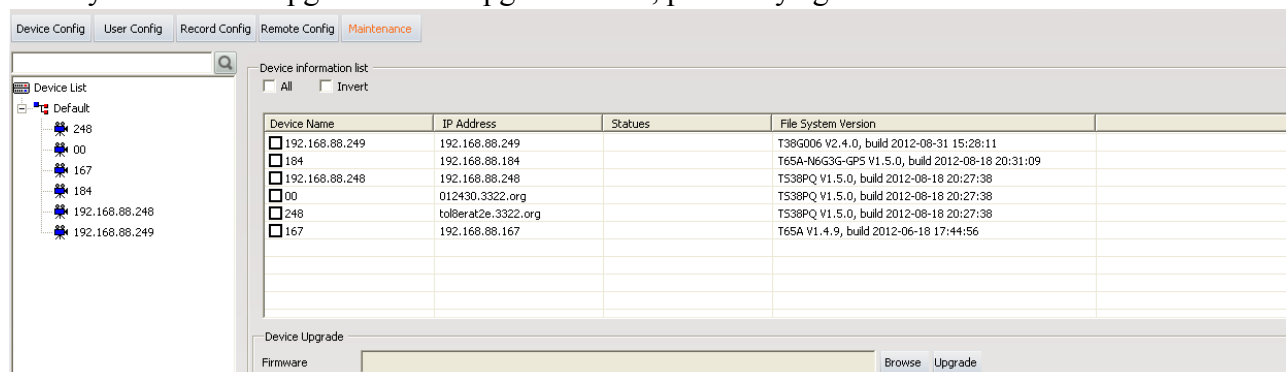 Device Config User Config Record Config Remote Config Maintenance
Device List
Default
248
00
167
184
192.168.88.248
192.168.88.249
Device information list
All Invert
Device Name IP Address Statues File System Version
192.168.88.249 192.168.88.249 T38G006 V2.4.0, build 2012-08-31 15:28:11
184 192.168.88.184 T65A-N6G3G-GPS V1.5.0, build 2012-08-18 20:31:09
192.168.88.248 192.168.88.248 TS38PQ V1.5.0, build 2012-08-18 20:27:38
00 012430.3322.org TS38PQ V1.5.0, build 2012-08-18 20:27:38
248 tol8erat2e.3322.org TS38PQ V1.5.0, build 2012-08-18 20:27:38
167 192.168.88.167 T65A V1.4.9, build 2012-06-18 17:44:56
Device Upgrade
Firmware Browse Upgrade